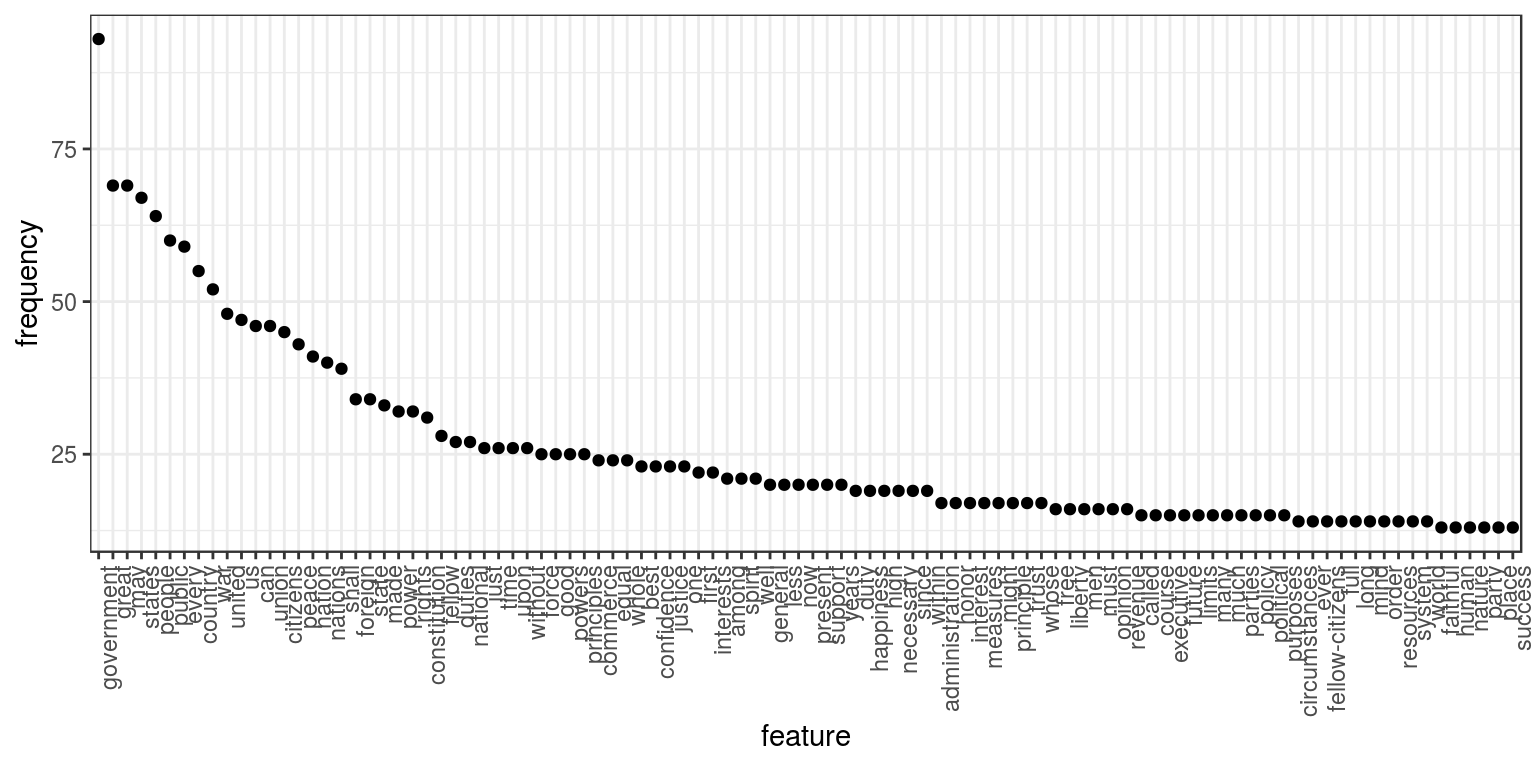 75
50
25
frequency
government
great
may
states
people
public
every
country
war
united
us
can
union
citizens
peace
nation
nations
shall
foreign
state
made
power
rights
constitution
fellow
duties
national
just
time
upon
without
force
good
powers
principles
commerce
equal
whole
best
confidence
justice
one
first
interests
among
spirit
well
general
less
now
present
support
years
duty
happiness
high
necessary
since
within
administration
honor
interest
measures
might
principle
trust
whose
free
liberty
men
must
opinion
revenue
called
course
executive
future
limits
many
much
parties
policy
political
purposes
circumstances
ever
fellow-citizens
full
long
mind
order
resources
system
world
faithful
human
nature
party
place
success
feature